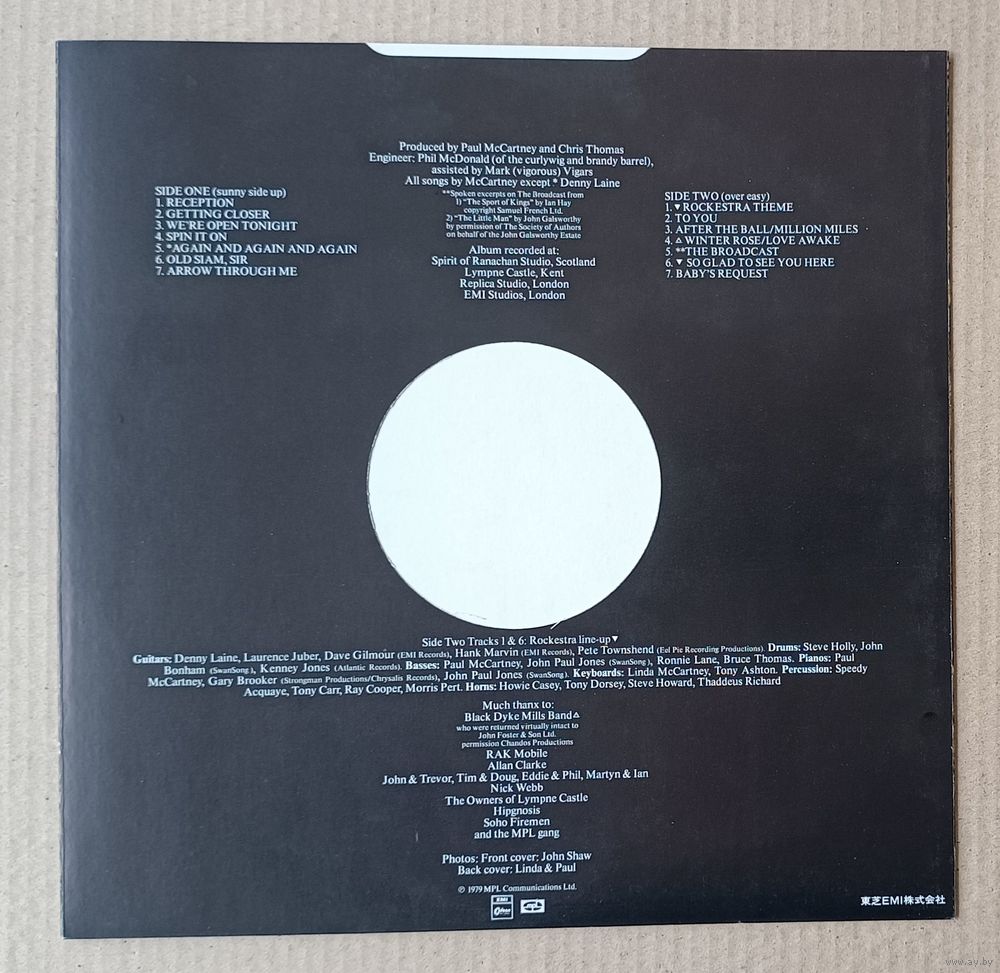 Produced by Paul McCartney and Chris Thomas
Engineer: Phil McDonald (of the curlywig and brandy barrel),
assisted by Mark (vigorous) Vigars
All songs by McCartney except * Denny Laine
**Spoken excerpts on The Broadcast from
1) "The Sport of Kings" by Ian Hay
copyright Samuel French Ltd.
2) "The Little Man" by John Galsworthy
by permission of The Society of Authors
on behalf of the John Galsworthy Estate
Album recorded at:
Spirit of Ranachan Studio, Scotland
Lympne Castle, Kent
Replica Studio, London
EMI Studios, London
SIDE ONE (sunny side up)
1. RECEPTION
2. GETTING CLOSER
3. WE'RE OPEN TONIGHT
4. SPIN IT ON
5. *AGAIN AND AGAIN AND AGAIN
6. OLD SIAM, SIR
7. ARROW THROUGH ME
SIDE TWO (over easy)
1. ▼ ROCKESTRA THEME
2. TO YOU
3. AFTER THE BALL/MILLION MILES
4. △ WINTER ROSE/LOVE AWAKE
5. **THE BROADCAST
6. ▼ SO GLAD TO SEE YOU HERE
7. BABY'S REQUEST
Side Two Tracks 1 & 6: Rockestra line-up▼
Guitars: Denny Laine, Laurence Juber, Dave Gilmour (EMI Records), Hank Marvin (EMI Records), Pete Townshend (Eel Pie Recording Productions). Drums: Steve Holly, John
Bonham (SwanSong), Kenney Jones (Atlantic Records). Basses: Paul McCartney, John Paul Jones (SwanSong), Ronnie Lane, Bruce Thomas. Pianos: Paul
McCartney, Gary Brooker (Strongman Productions/Chrysalis Records), John Paul Jones (SwanSong). Keyboards: Linda McCartney, Tony Ashton. Percussion: Speedy
Acquaye, Tony Carr, Ray Cooper, Morris Pert. Horns: Howie Casey, Tony Dorsey, Steve Howard, Thaddeus Richard
Much thanx to:
Black Dyke Mills Band△
who were returned virtually intact to
John Foster & Son Ltd.
permission Chandos Productions
RAK Mobile
Allan Clarke
John & Trevor, Tim & Doug, Eddie & Phil, Martyn & Ian
Nick Webb
The Owners of Lympne Castle
Hipgnosis
Soho Firemen
and the MPL gang
Photos: Front cover: John Shaw
Back cover: Linda & Paul
℗ 1979 MPL Communications Ltd.
EMI
Odeon
東芝EMI株式会社
www.ay.by